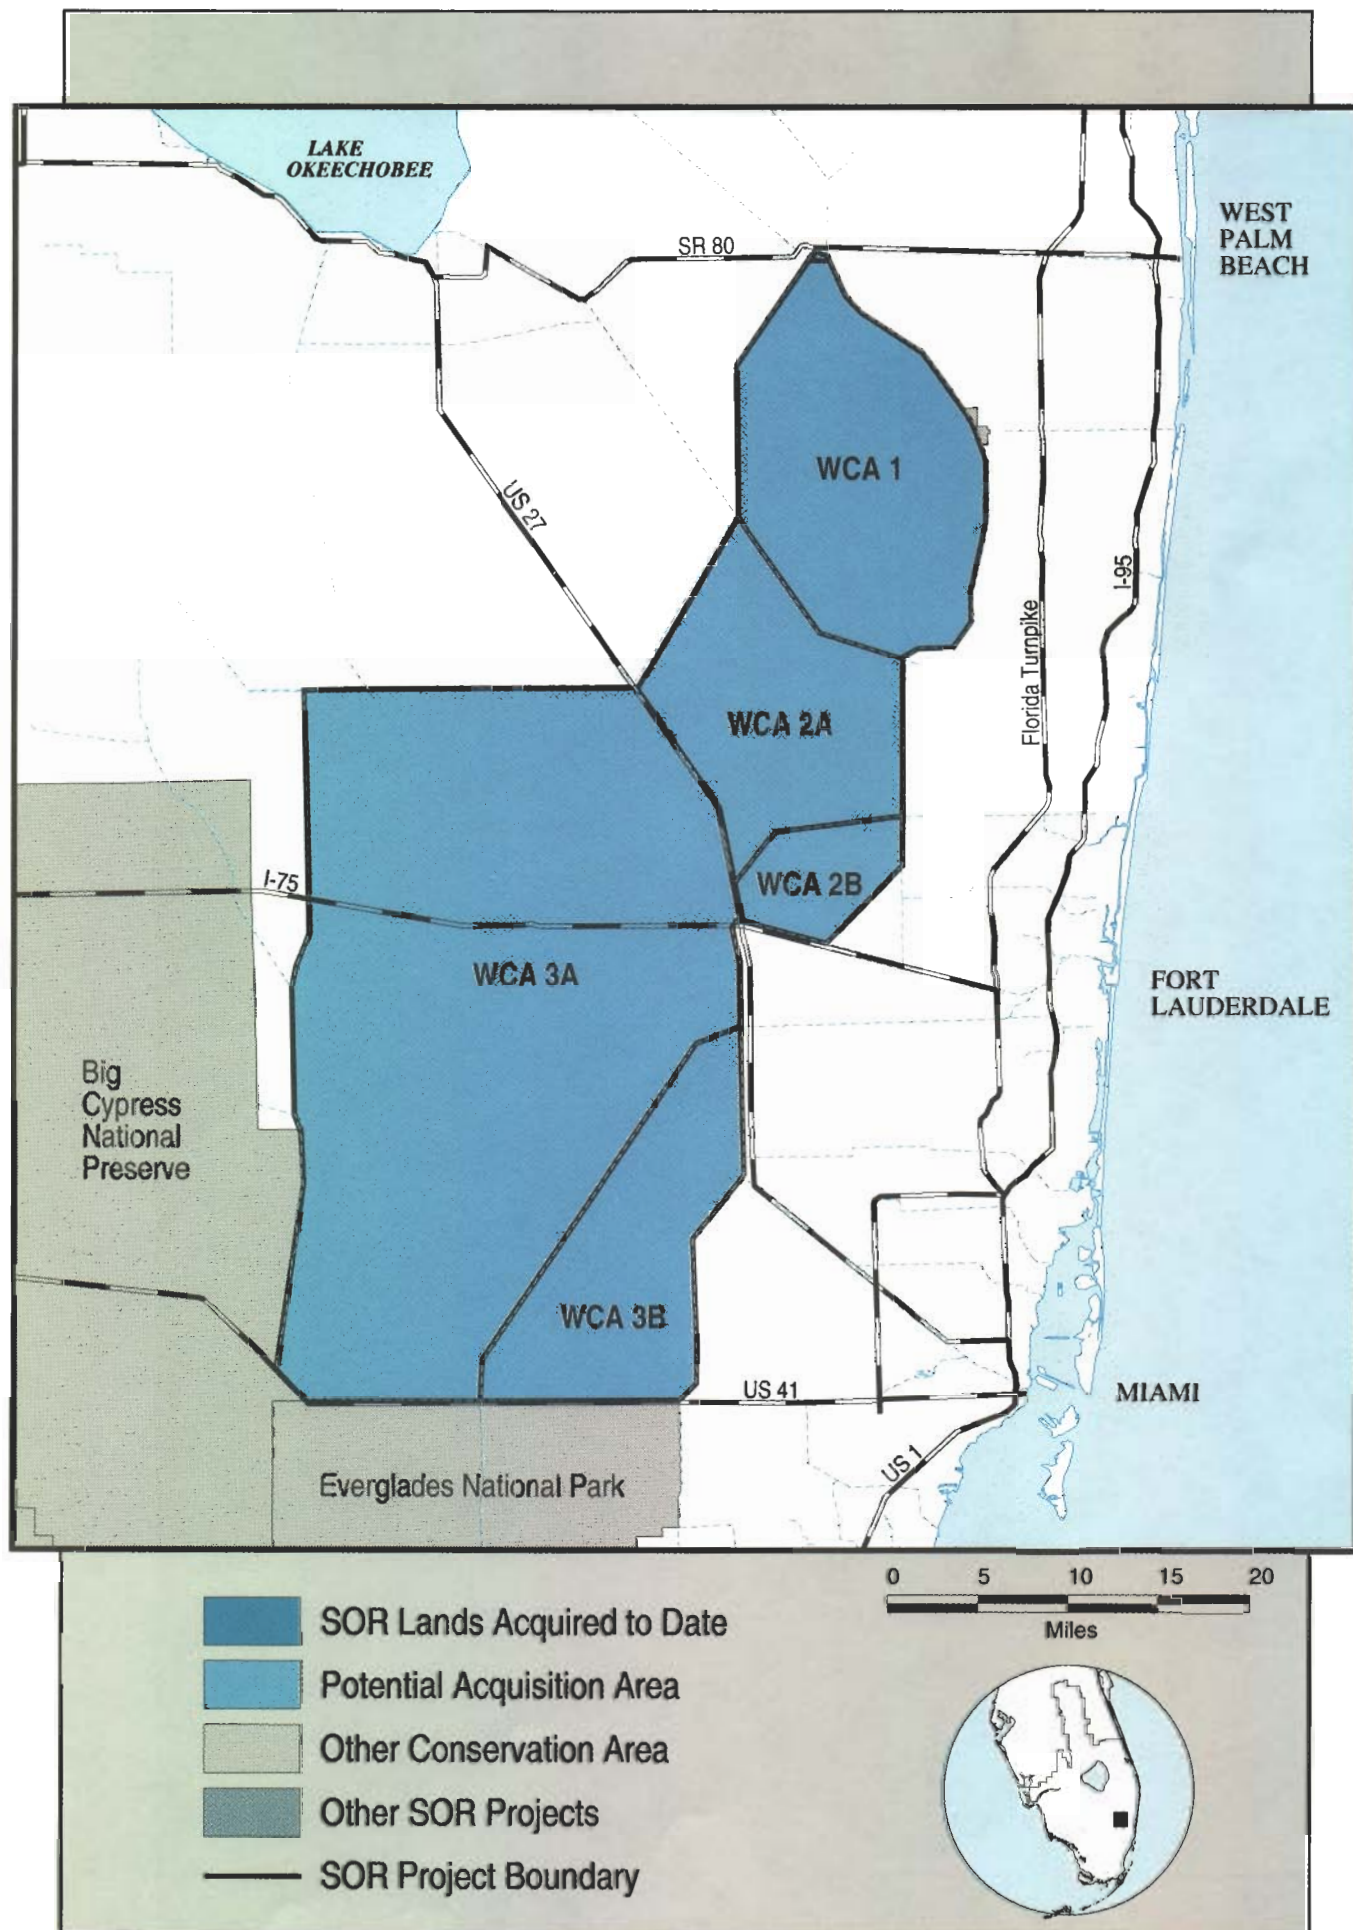 LAKE
OKEECHOBEE
WEST
PALM
BEACH
SR 80
WCA 1
US 27
I-95
Florida Turnpike
WCA 2A
WCA 2B
I-75
WCA 3A
FORT
LAUDERDALE
Big
Cypress
National
Preserve
WCA 3B
US 41
MIAMI
US 1
Everglades National Park
0 5 10 15 20
Miles
SOR Lands Acquired to Date
Potential Acquisition Area
Other Conservation Area
Other SOR Projects
SOR Project Boundary